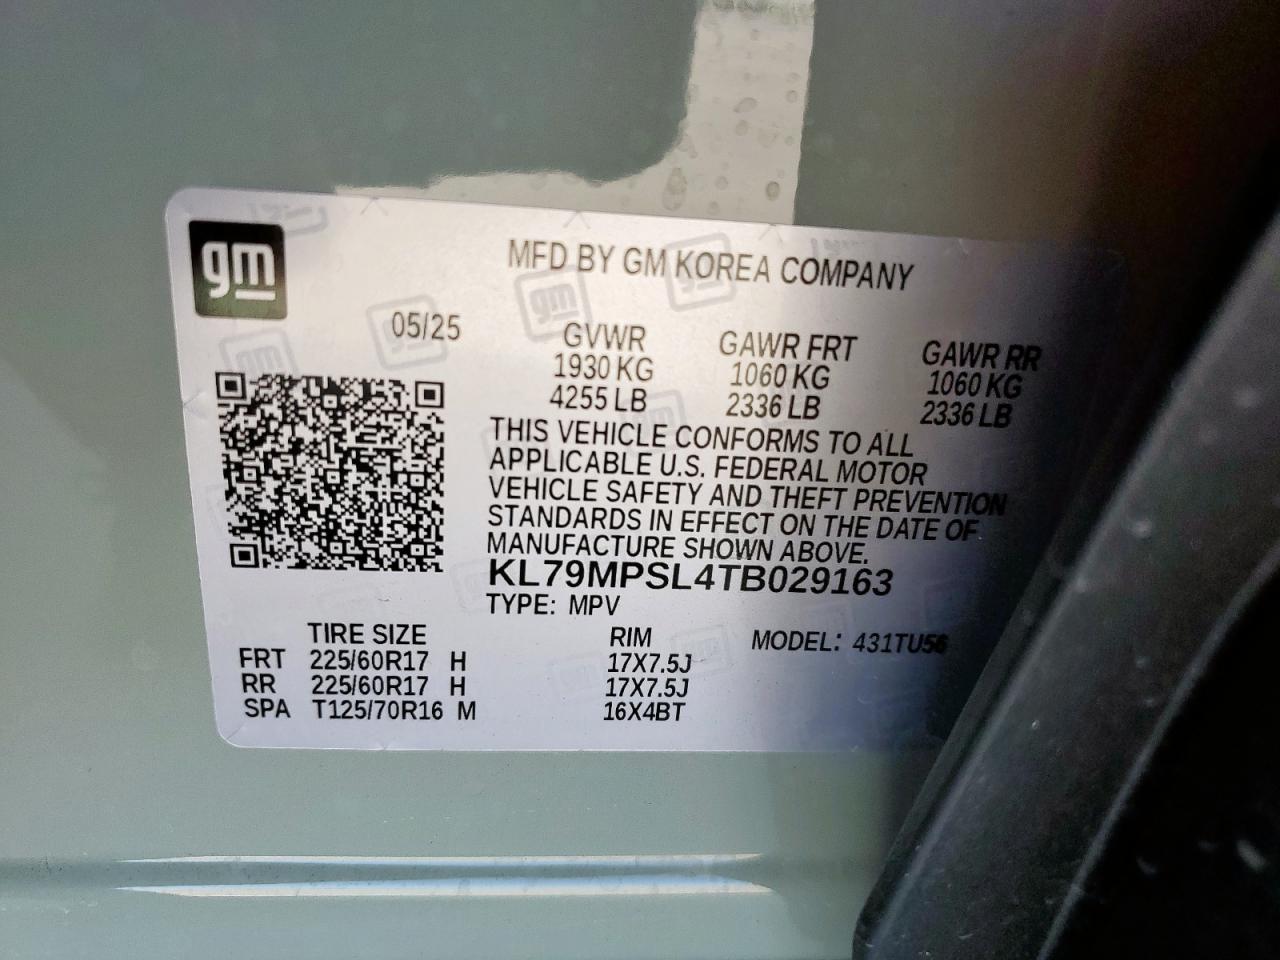 gm
MFD BY GM KOREA COMPANY
05/25
GVWR GAWR FRT GAWR RR
1930 KG 1060 KG 1060 KG
4255 LB 2336 LB 2336 LB
THIS VEHICLE CONFORMS TO ALL
APPLICABLE U.S. FEDERAL MOTOR
VEHICLE SAFETY AND THEFT PREVENTION
STANDARDS IN EFFECT ON THE DATE OF
MANUFACTURE SHOWN ABOVE.
KL79MPSL4TB029163
TYPE: MPV
TIRE SIZE RIM MODEL: 431TU56
FRT 225/60R17 H 17X7.5J
RR 225/60R17 H 17X7.5J
SPA T125/70R16 M 16X4BT